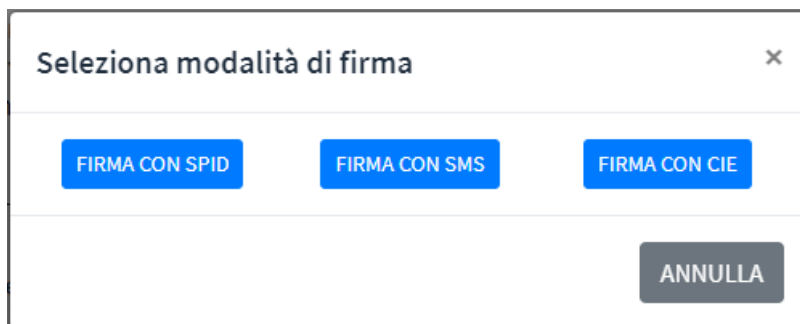 Seleziona modalità di firma ×
FIRMA CON SPID FIRMA CON SMS FIRMA CON CIE
ANNULLA